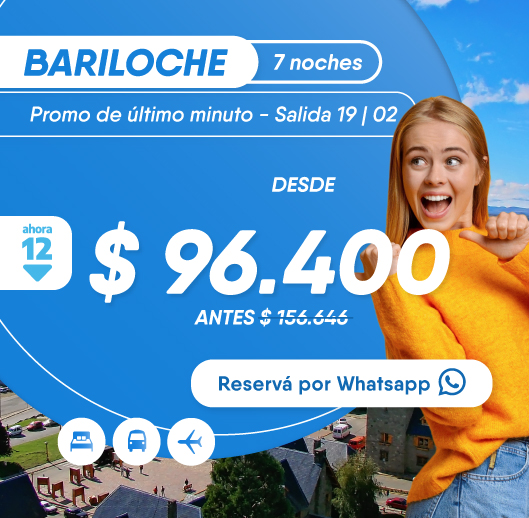 BARILOCHE
7 noches
Promo de último minuto - Salida 19 | 02
DESDE
ahora
12
$ 96.400
ANTES $ 156.646
Reservá por Whatsapp